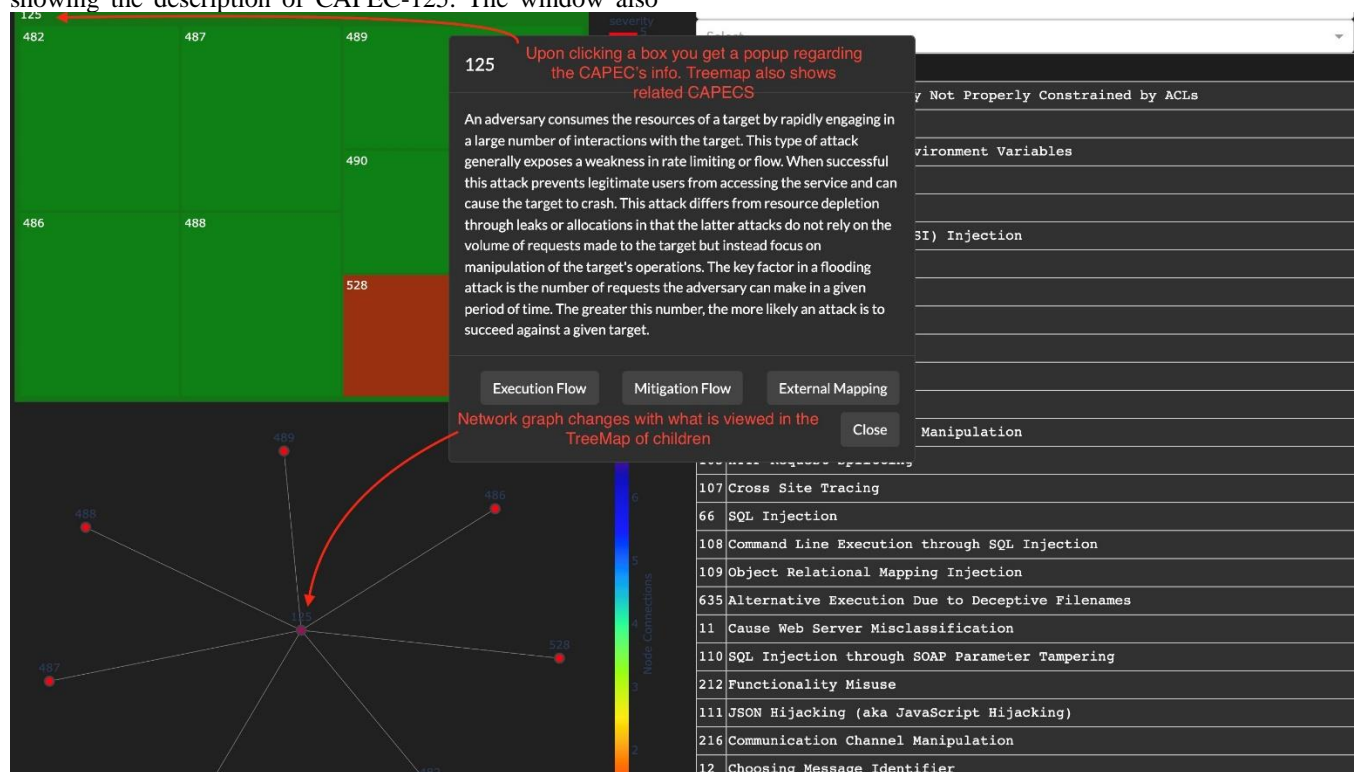 showing the description of CAPEC-125. The window also
125
482
487
489
severity
Select
125
Upon clicking a box you get a popup regarding
the CAPEC's info. Treemap also shows
related CAPECS
y Not Properly Constrained by ACLs
An adversary consumes the resources of a target by rapidly engaging in
a large number of interactions with the target. This type of attack
generally exposes a weakness in rate limiting or flow. When successful
this attack prevents legitimate users from accessing the service and can
cause the target to crash. This attack differs from resource depletion
through leaks or allocations in that the latter attacks do not rely on the
volume of requests made to the target but instead focus on
manipulation of the target's operations. The key factor in a flooding
attack is the number of requests the adversary can make in a given
period of time. The greater this number, the more likely an attack is to
succeed against a given target.
490
vironment Variables
486
488
SI) Injection
528
Execution Flow
Mitigation Flow
External Mapping
Network graph changes with what is viewed in the
TreeMap of children
Close
Manipulation
489
486
488
125
528
487
6
5
4
3
2
Node Connections
105 HTTP Request Splitting
107 Cross Site Tracing
66 SQL Injection
108 Command Line Execution through SQL Injection
109 Object Relational Mapping Injection
635 Alternative Execution Due to Deceptive Filenames
11 Cause Web Server Misclassification
110 SQL Injection through SOAP Parameter Tampering
212 Functionality Misuse
111 JSON Hijacking (aka JavaScript Hijacking)
216 Communication Channel Manipulation
12 Choosing Message Identifier
482